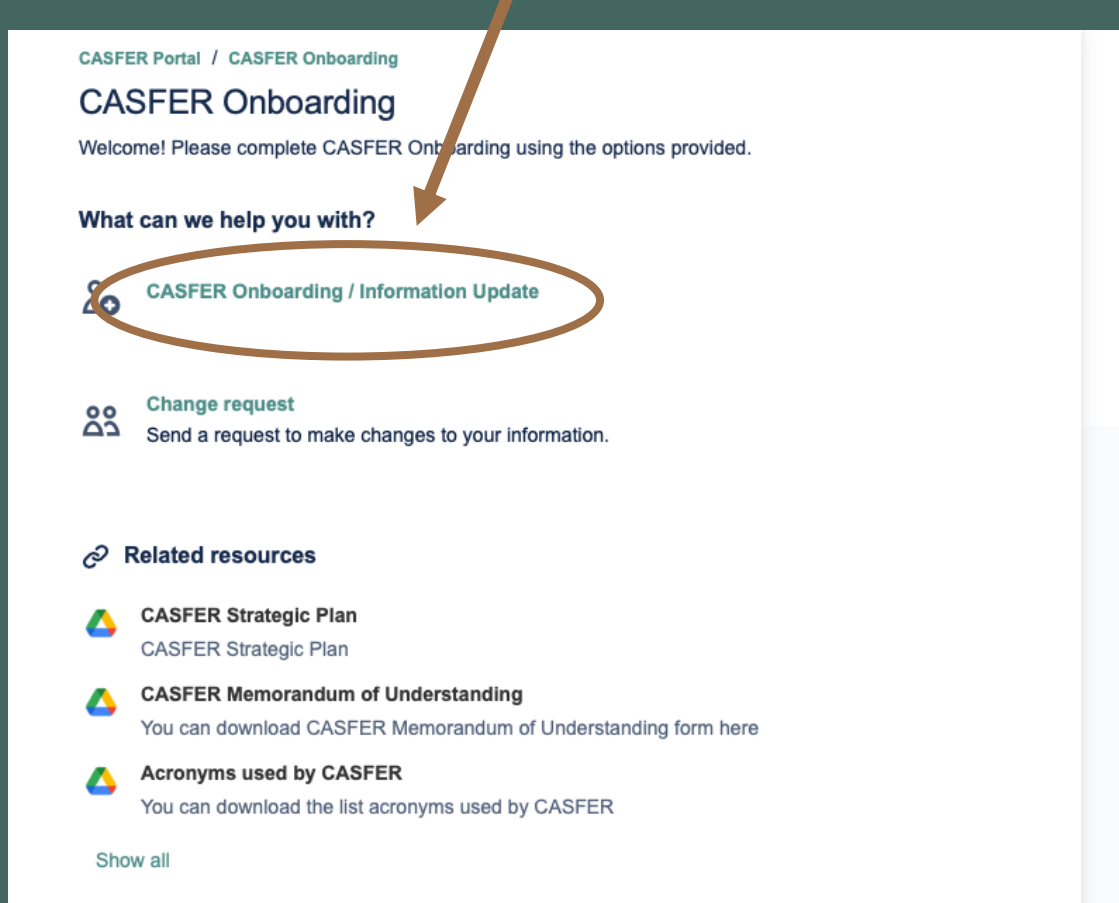 CASFER Portal / CASFER Onboarding
CASFER Onboarding
Welcome! Please complete CASFER Onboarding using the options provided.
What can we help you with?
CASFER Onboarding / Information Update
Change request
Send a request to make changes to your information.
Related resources
CASFER Strategic Plan
CASFER Strategic Plan
CASFER Memorandum of Understanding
You can download CASFER Memorandum of Understanding form here
Acronyms used by CASFER
You can download the list acronyms used by CASFER
Show all